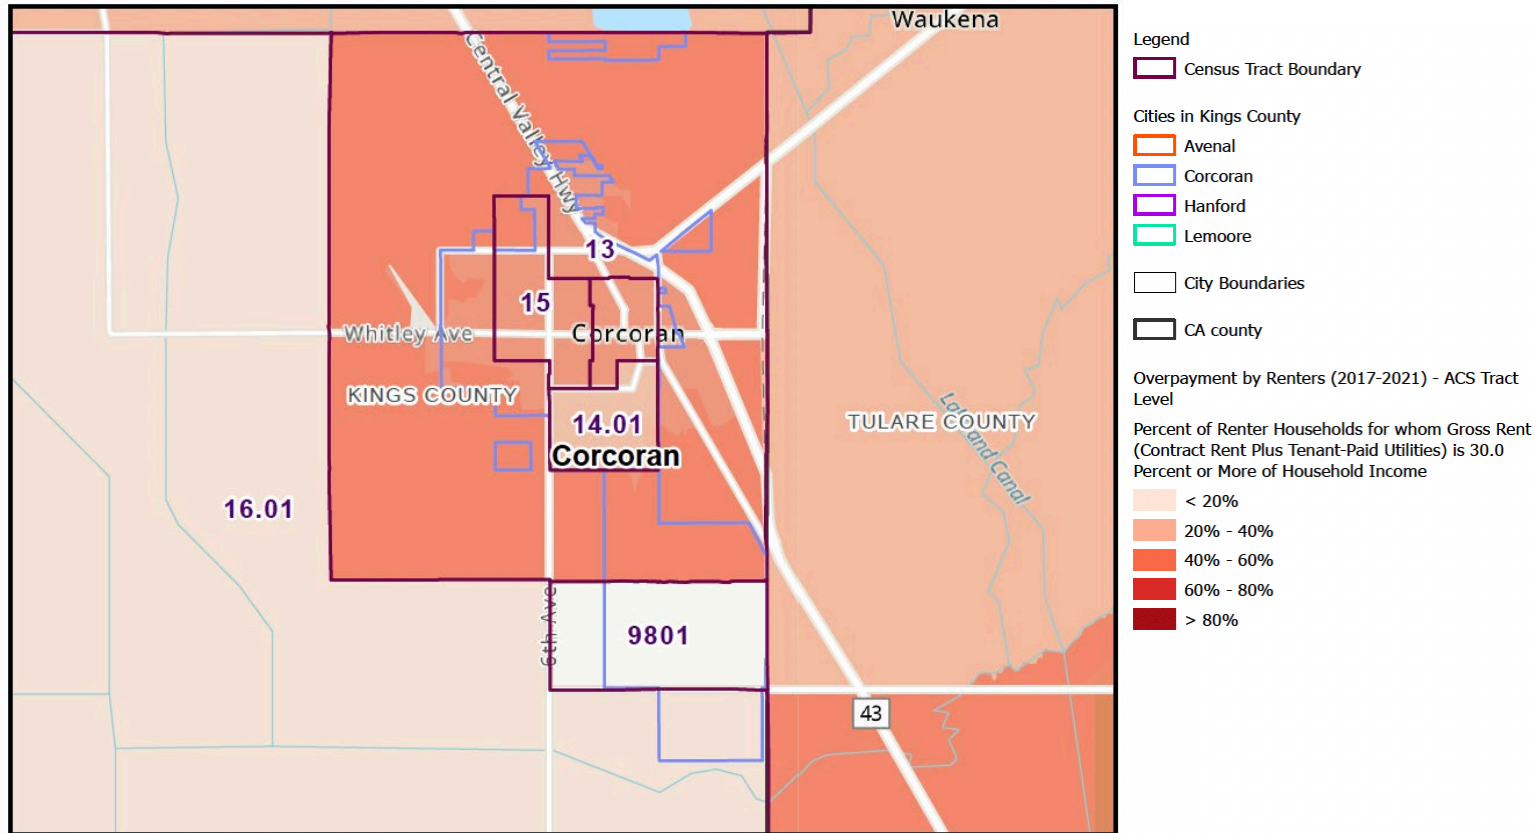 Waukena
Central Valley Hwy
13
15
Corcoran
Whitley Ave
KINGS COUNTY
14.01
Corcoran
TULARE COUNTY
Lakeland Canal
16.01
6th Ave
9801
43
Legend
Census Tract Boundary
Cities in Kings County
Avenal
Corcoran
Hanford
Lemoore
City Boundaries
CA county
Overpayment by Renters (2017-2021) - ACS Tract
Level
Percent of Renter Households for whom Gross Rent
(Contract Rent Plus Tenant-Paid Utilities) is 30.0
Percent or More of Household Income
< 20%
20% - 40%
40% - 60%
60% - 80%
> 80%